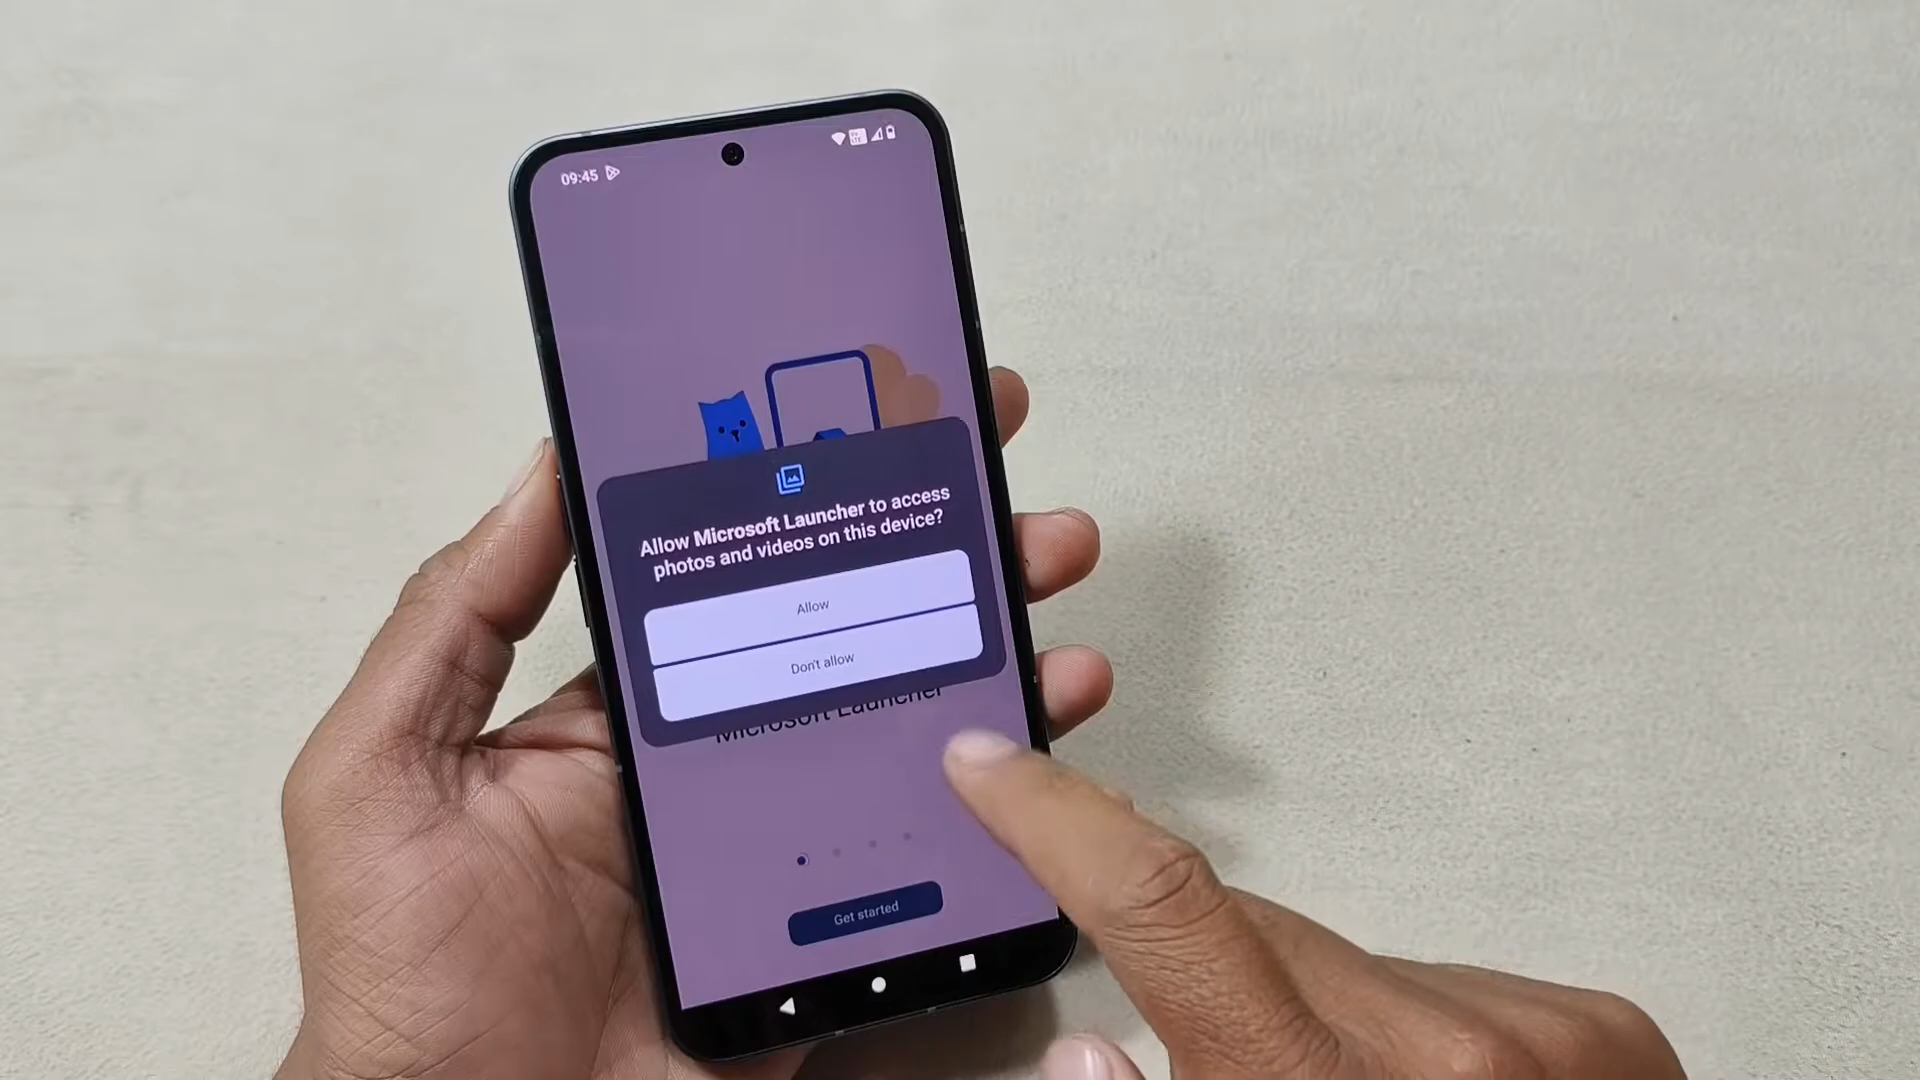 09:45
Allow Microsoft Launcher to access
photos and videos on this device?
Allow
Don't allow
Microsoft Launcher
Get started